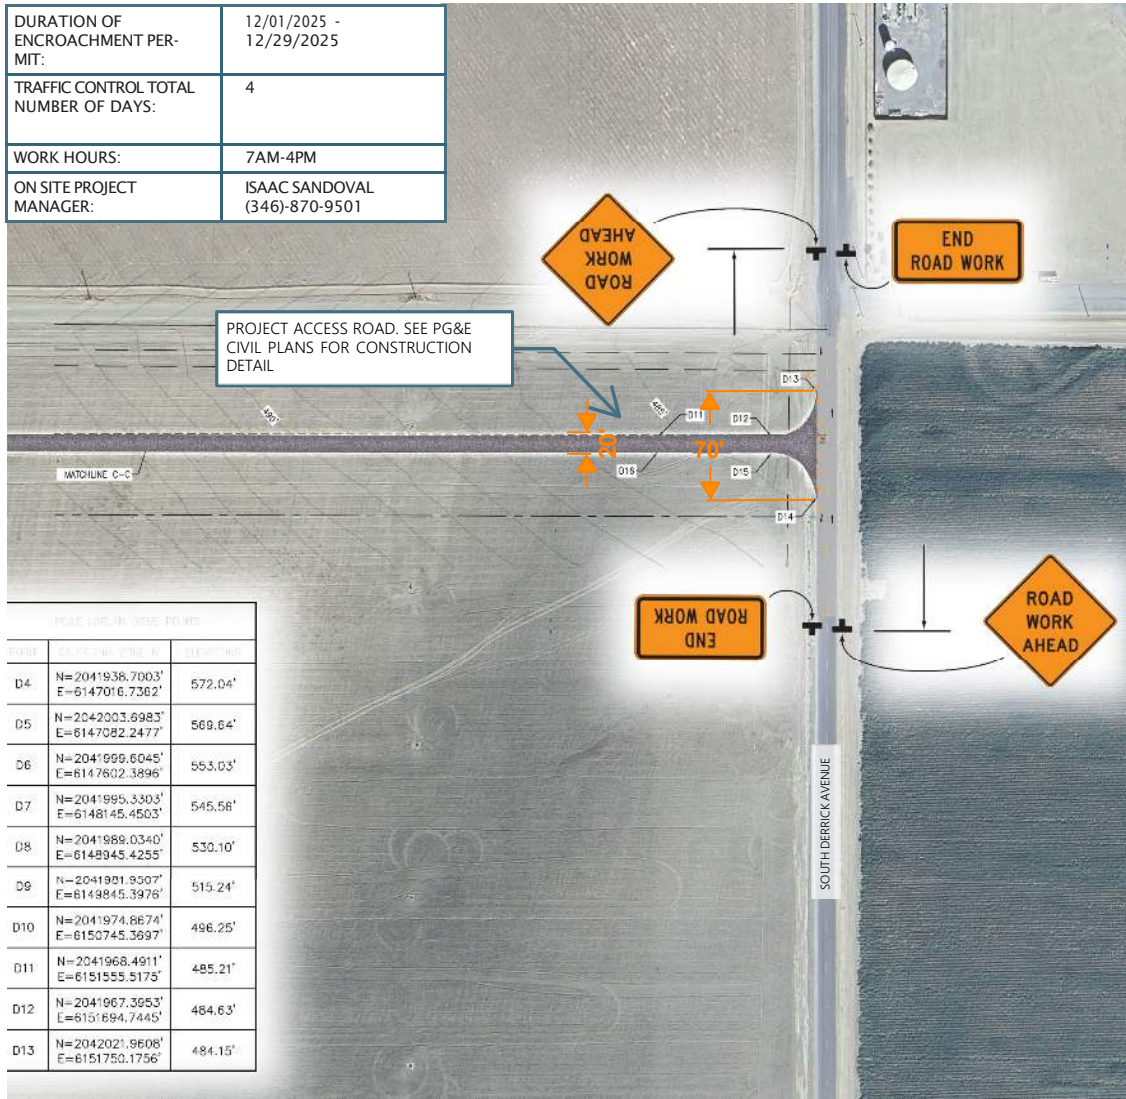 DURATION OF
ENCROACHMENT PER-
MIT:
12/01/2025 -
12/29/2025
TRAFFIC CONTROL TOTAL
NUMBER OF DAYS:
4
WORK HOURS:
7AM-4PM
ON SITE PROJECT
MANAGER:
ISAAC SANDOVAL
(346)-870-9501
ROAD
WORK
AHEAD
END
ROAD WORK
PROJECT ACCESS ROAD. SEE PG&E
CIVIL PLANS FOR CONSTRUCTION
DETAIL
D13
490'
485'
D11
D12
20'
70'
MATCHLINE C-C
D16
D15
D14
END
ROAD WORK
ROAD
WORK
AHEAD
SOUTH DERRICK AVENUE
POINT
ELEVATIONS
D4
N=2041938.7003'
E=6147016.7362'
572.04'
D5
N=2042003.6983'
E=6147082.2477'
569.64'
D6
N=2041999.6045'
E=6147602.3896'
553.03'
D7
N=2041995.3303'
E=6148145.4503'
545.56'
D8
N=2041989.0340'
E=6148945.4255'
530.10'
D9
N=2041981.9507'
E=6149845.3976'
515.24'
D10
N=2041974.8674'
E=6150745.3697'
496.25'
D11
N=2041968.4911'
E=6151555.5175'
485.21'
D12
N=2041967.3953'
E=6151694.7445'
484.63'
D13
N=2042021.9608'
E=6151750.1756'
484.15'